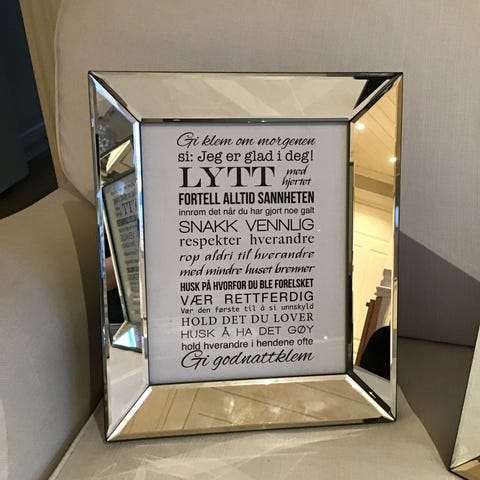 Gi klem om morgenen
si: Jeg er glad i deg!
LYTT med hjertet
FORTELL ALLTID SANNHETEN
innrøm det når du har gjort noe galt
SNAKK VENNLIG
respekter hverandre
rop aldri til hverandre
med mindre huset brenner
HUSK PÅ HVORFOR DU BLE FORELSKET
VÆR RETTFERDIG
Vær den første til å si unnskyld
HOLD DET DU LOVER
HUSK Å HA DET GØY
hold hverandre i hendene ofte
Gi godnattklem